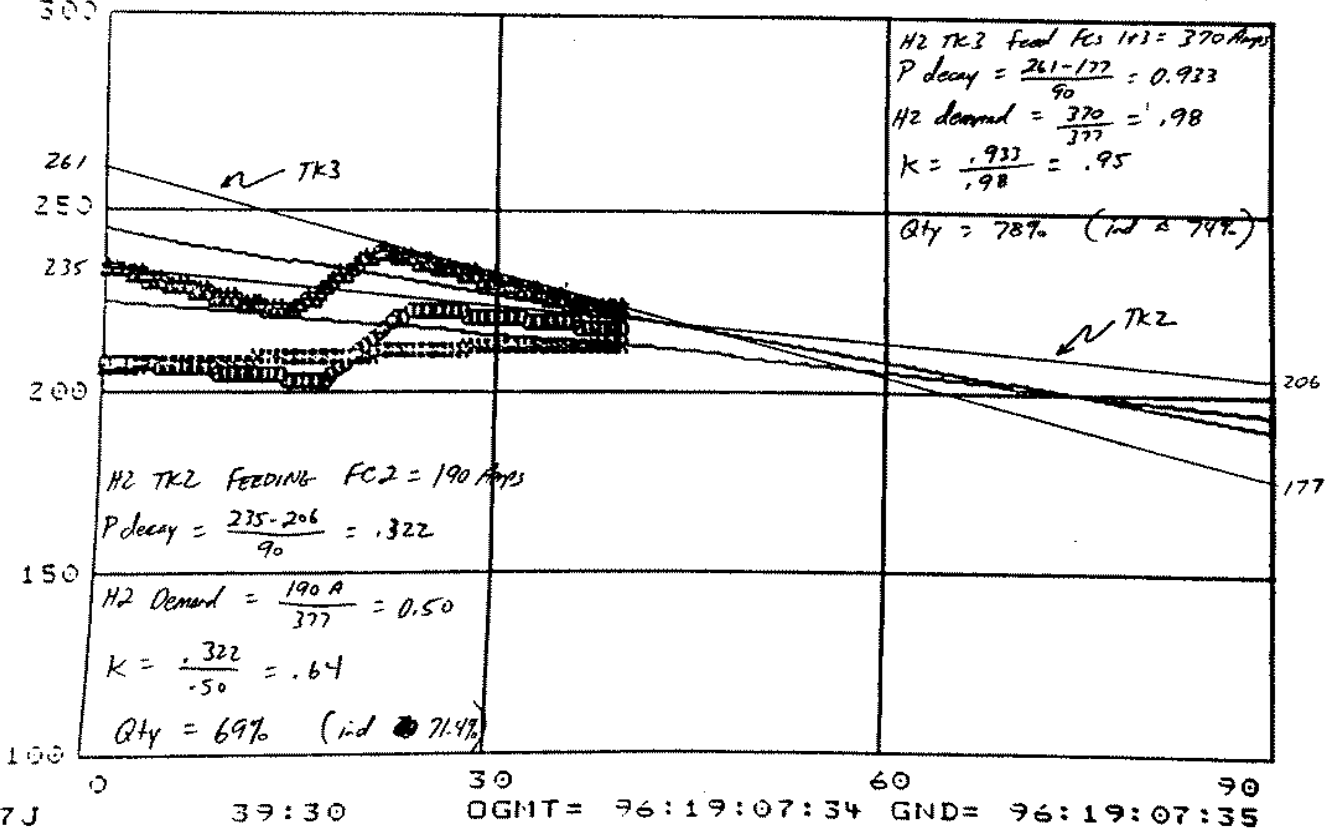 300
H2 TK3 Feed FCs 1+3 = 370 Amps
P decay = 261-177 / 90 = 0.933
H2 demand = 370 / 377 = .98
K = .933 / .98 = .95
Qty = 78% (ind 74%)
261
TK3
250
235
TK2
200
206
177
H2 TK2 FEEDING FC2 = 190 Amps
P decay = 235-206 / 90 = .322
150
H2 Demand = 190 A / 377 = 0.50
K = .322 / .50 = .64
Qty = 69% (ind 71.4%)
100
0 30 60 90
7J 39:30 OGMT= 96:19:07:34 GND= 96:19:07:35